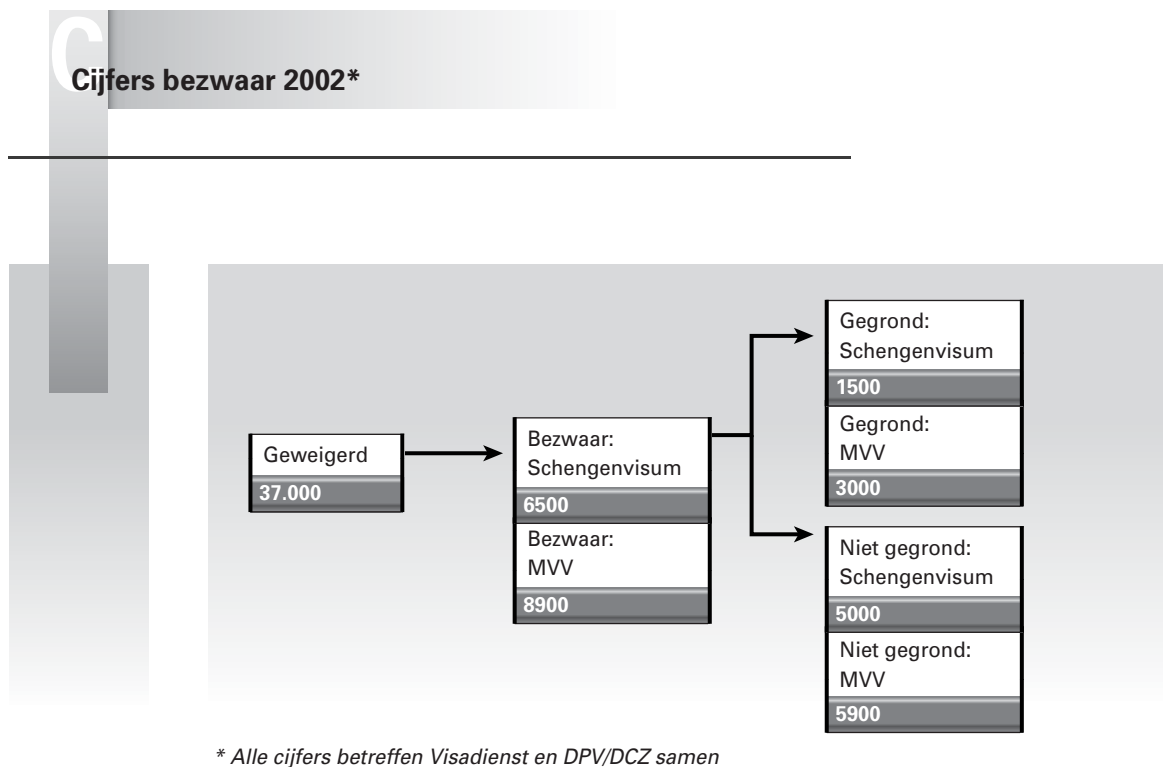 C
Cijfers bezwaar 2002*
Geweigerd
37.000
Bezwaar:
Schengenvisum
6500
Bezwaar:
MVV
8900
Gegrond:
Schengenvisum
1500
Gegrond:
MVV
3000
Niet gegrond:
Schengenvisum
5000
Niet gegrond:
MVV
5900
* Alle cijfers betreffen Visadienst en DPV/DCZ samen